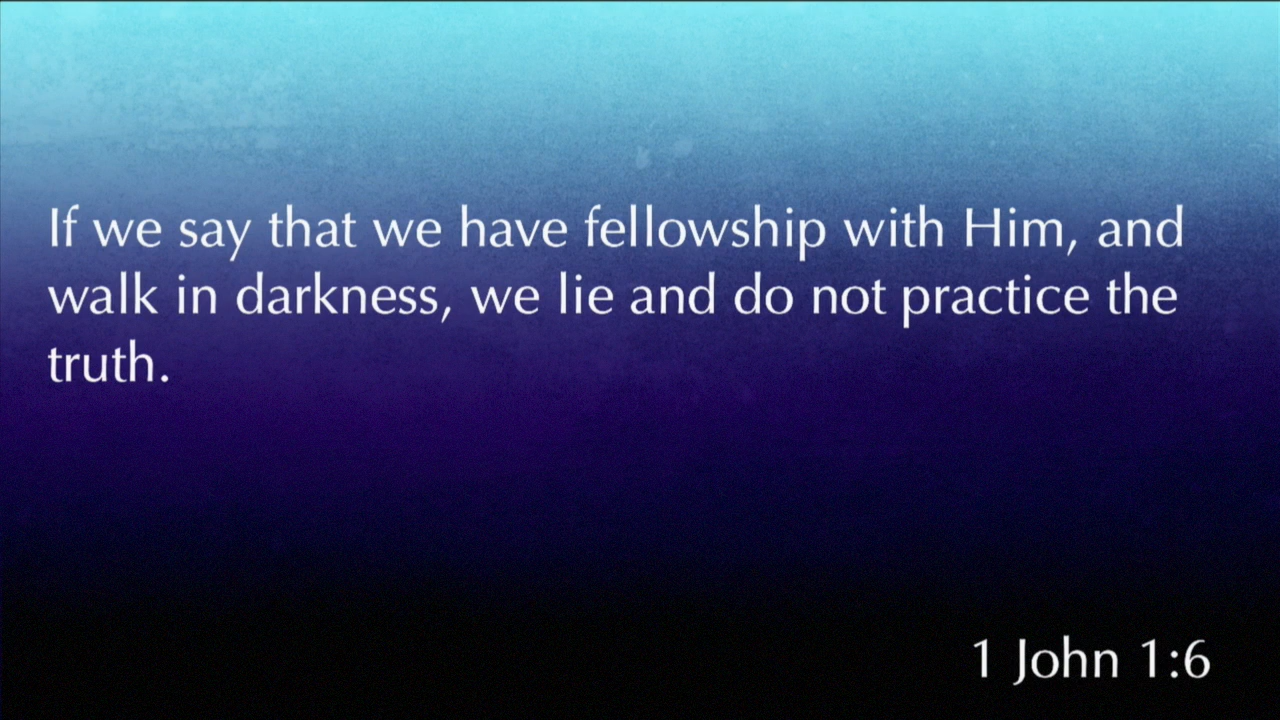 If we say that we have fellowship with Him, and
walk in darkness, we lie and do not practice the
truth.
1 John 1:6